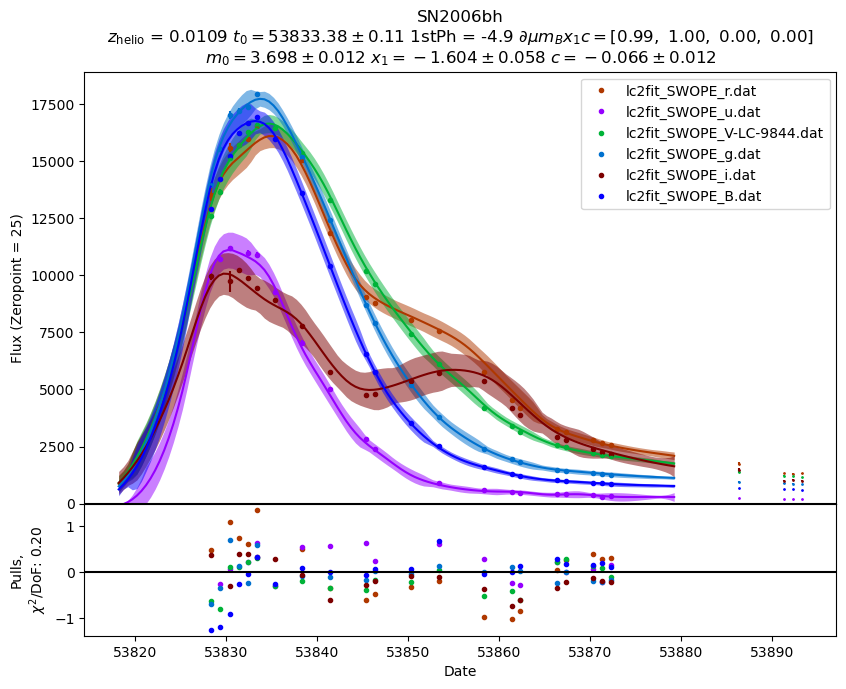 SN2006bh
z_helio = 0.0109 t_0 = 53833.38 ± 0.11 1stPh = -4.9 ∂μm_Bx_1c = [0.99, 1.00, 0.00, 0.00]
m_0 = 3.698 ± 0.012 x_1 = −1.604 ± 0.058 c = −0.066 ± 0.012
lc2fit_SWOPE_r.dat
lc2fit_SWOPE_u.dat
lc2fit_SWOPE_V-LC-9844.dat
lc2fit_SWOPE_g.dat
lc2fit_SWOPE_i.dat
lc2fit_SWOPE_B.dat
Flux (Zeropoint = 25)
17500
15000
12500
10000
7500
5000
2500
0
Pulls,
χ²/DoF: 0.20
1
0
−1
53820 53830 53840 53850 53860 53870 53880 53890
Date